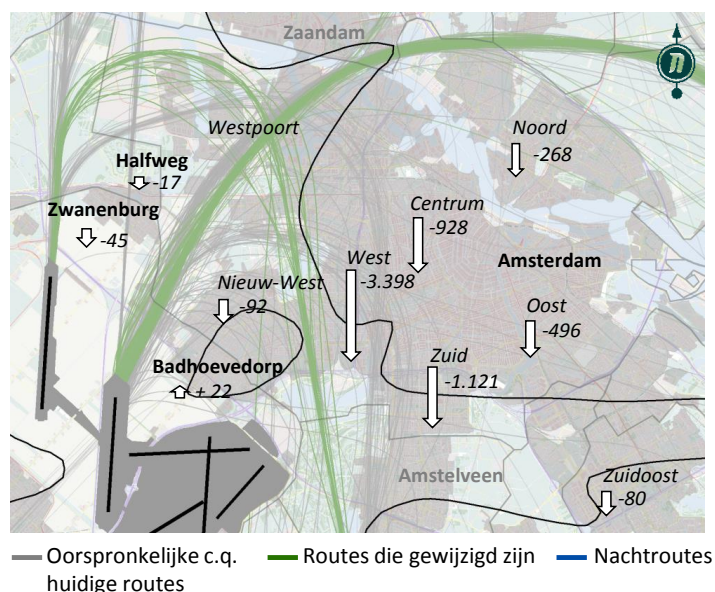 Zaandam
Westpoort
Noord
-268
Halfweg
-17
Zwanenburg
-45
Centrum
-928
West
-3.398
Amsterdam
Nieuw-West
-92
Oost
-496
Badhoevedorp
+ 22
Zuid
-1.121
Amstelveen
Zuidoost
-80
n
Oorspronkelijke c.q.
huidige routes
Routes die gewijzigd zijn
Nachtroutes